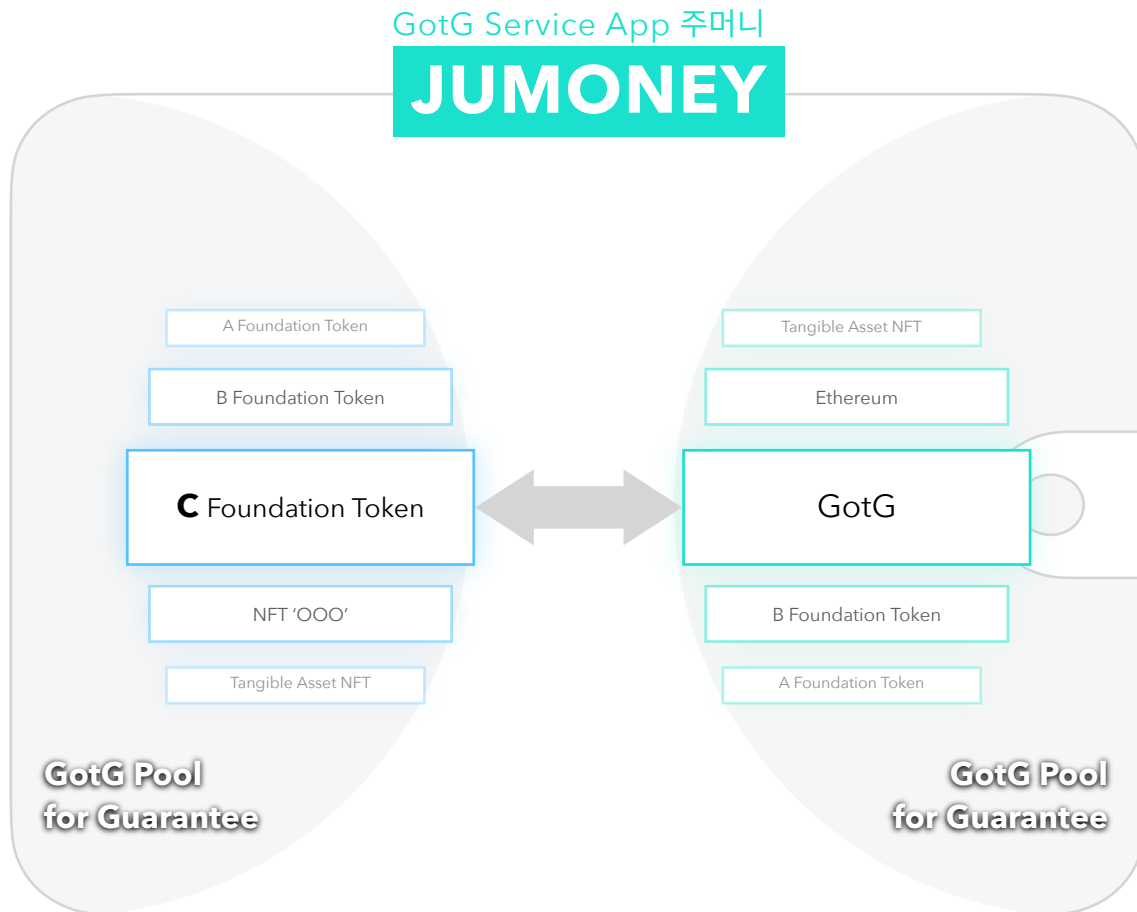 GotG Service App 주머니
JUMONEY
A Foundation Token
B Foundation Token
C Foundation Token
NFT ‘OOO’
Tangible Asset NFT
Tangible Asset NFT
Ethereum
GotG
B Foundation Token
A Foundation Token
GotG Pool
for Guarantee
GotG Pool
for Guarantee